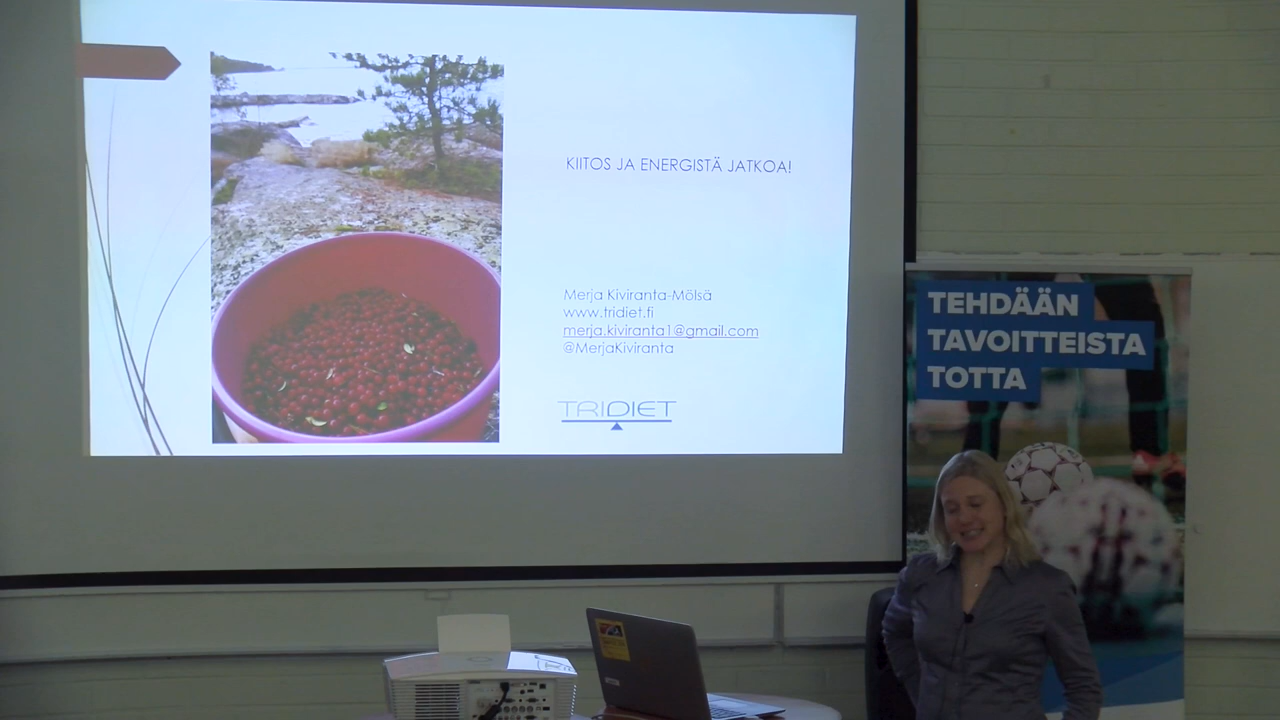 KIITOS JA ENERGISTÄ JATKOA!
Merja Kiviranta-Mölsä
www.tridiet.fi
merja.kiviranta1@gmail.com
@MerjaKiviranta
TRIDIET
TEHDÄÄN
TAVOITTEISTA
TOTTA